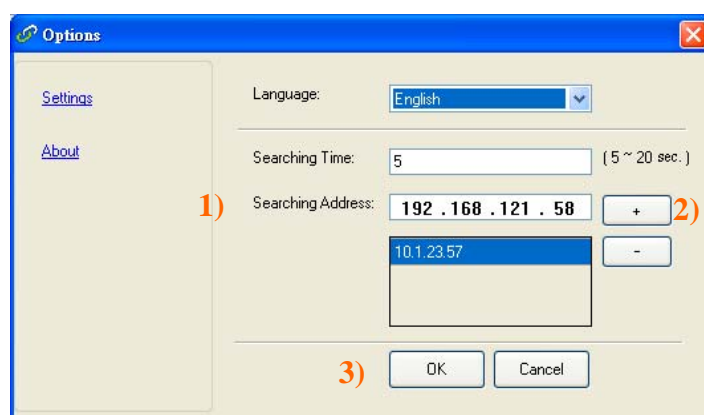 Options
Settings
About
Language:
English
Searching Time:
5
( 5 ~ 20 sec. )
1)
Searching Address:
192 . 168 . 121 . 58
+
2)
10.1.23.57
-
3)
OK
Cancel